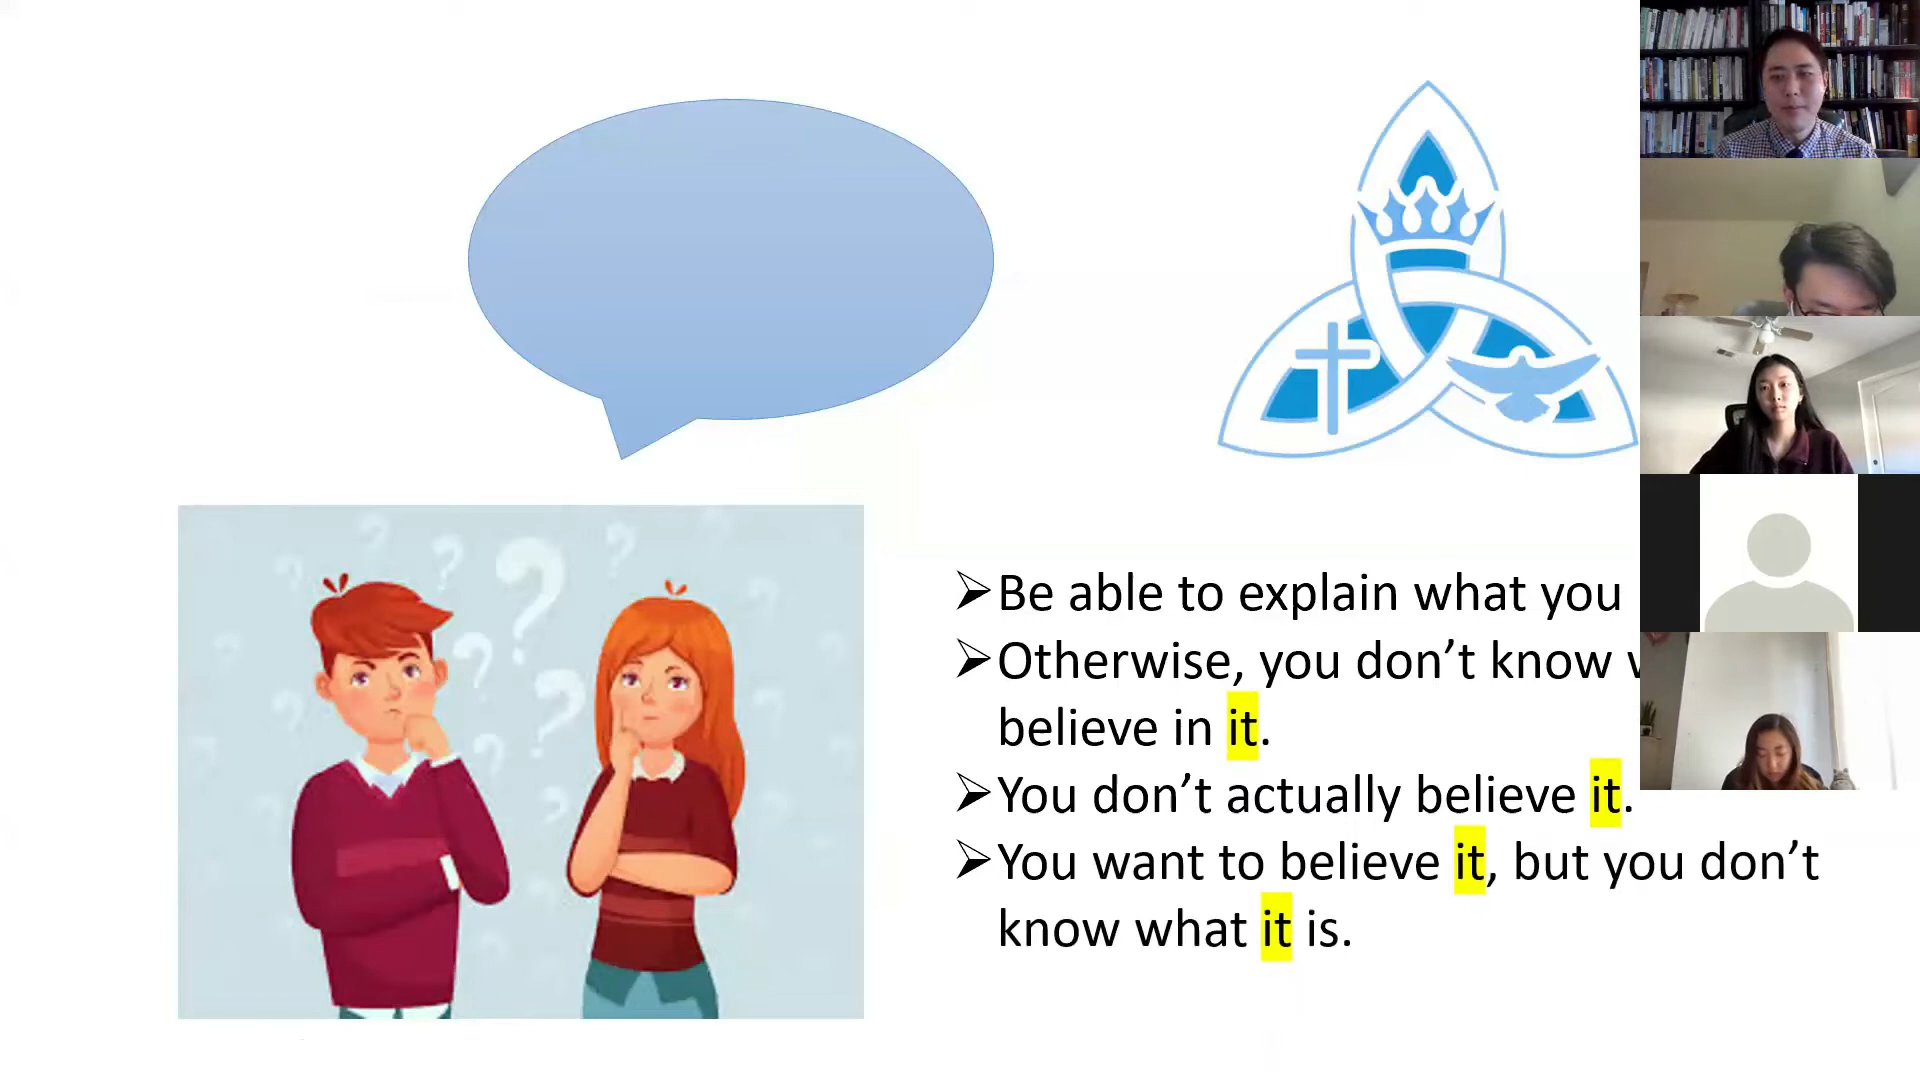 ➢Be able to explain what you
➢Otherwise, you don’t know
believe in it.
➢You don’t actually believe it.
➢You want to believe it, but you don’t
know what it is.